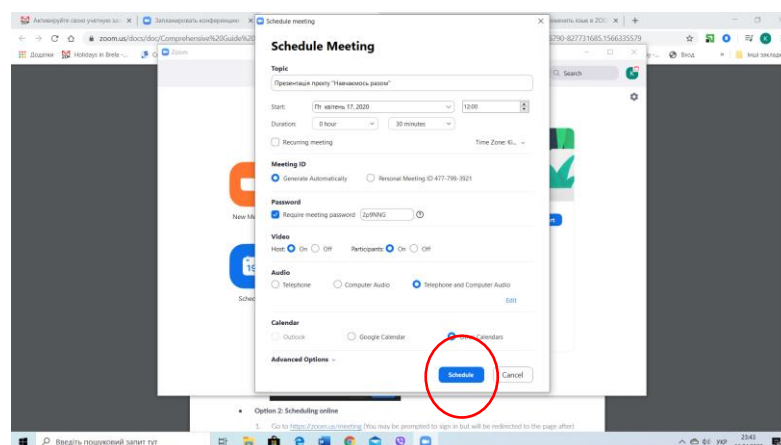 Активируйте свою учетную зап
Запланировать конференцию
Schedule meeting
zoom.us/docs/doc/Comprehensive%20Guide%20
3790-827731685.1566335579
Додатки Holidays in Brela -...
Вход
Zoom
Search
Schedule Meeting
Topic
Презентація проєкту "Навчаємось разом"
Start: Пт квітень 17, 2020 12:00
Duration: 0 hour 30 minutes
Recurring meeting Time Zone: Ki...
Meeting ID
Generate Automatically Personal Meeting ID 477-799-3921
Password
Require meeting password 2p9NNG
New Me
Video
Host: On Off Participants: On Off
19
Audio
Telephone Computer Audio Telephone and Computer Audio
Sched
Edit
Calendar
Outlook Google Calendar Other Calendars
Advanced Options
Schedule Cancel
Option 2: Scheduling online
1. Go to https://zoom.us/meeting (You may be prompted to sign in but will be redirected to the page after)
Введіть пошуковий запит тут
УКР
23:43